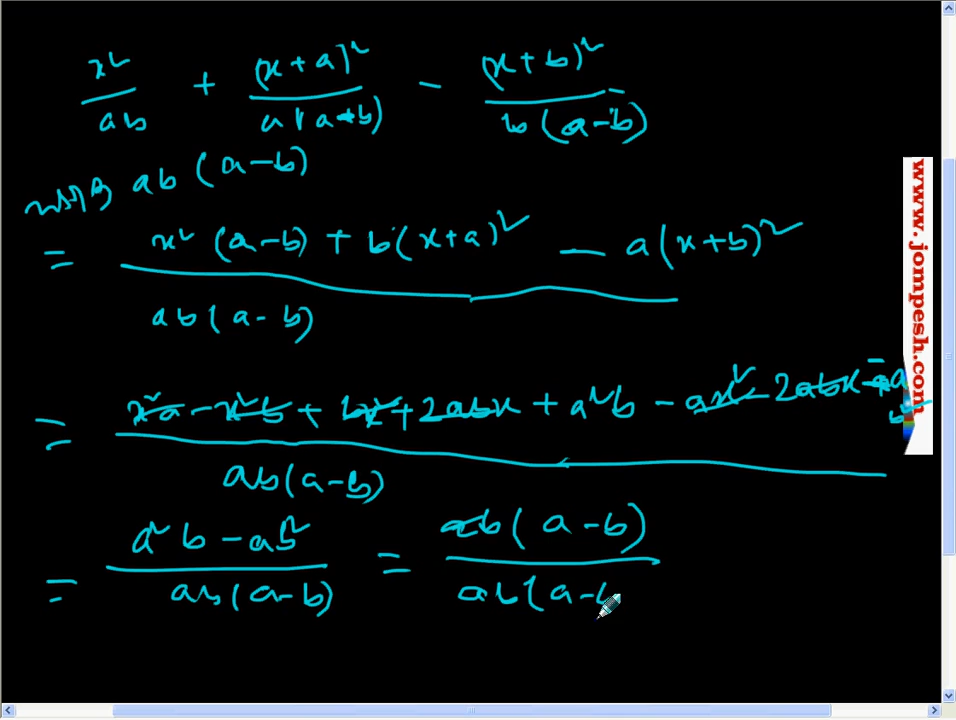 x²/ab + (x+a)²/a(a-b) - (x+b)²/b(a-b)
লসাগু ab (a-b)
= x² (a-b) + b(x+a)² - a(x+b)² / ab(a-b)
= x²a - x²b + bx² + 2abx + a²b - ax² - 2abx - ab² / ab(a-b)
= a²b - ab² / ab(a-b) = ab(a-b) / ab(a-b
www.jompesh.com